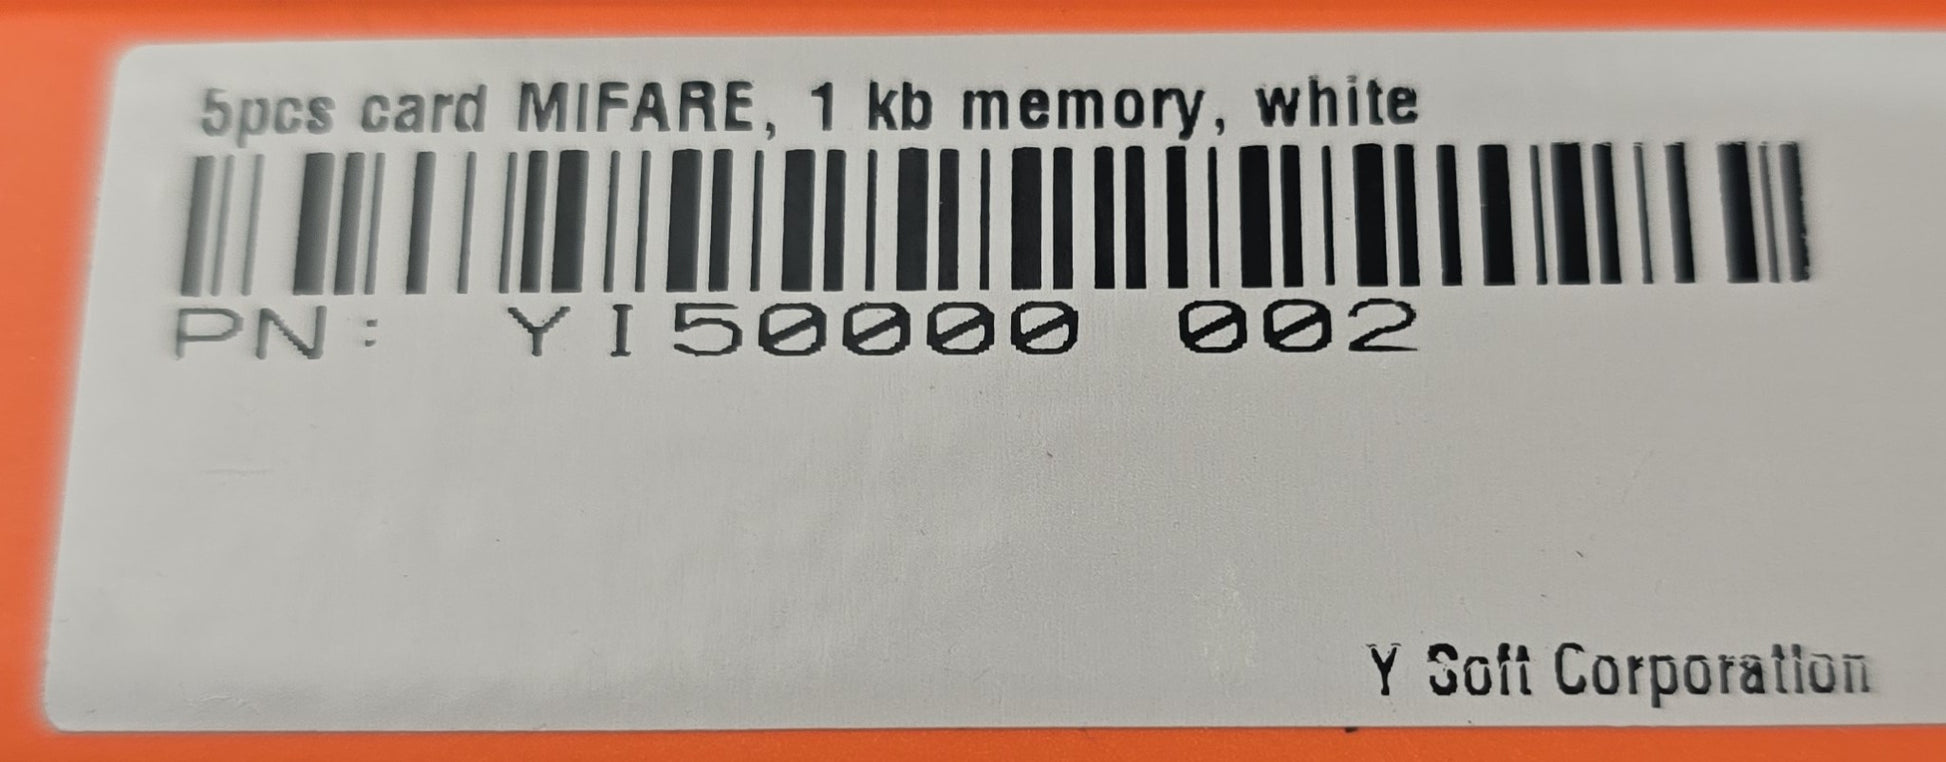 5pcs card MIFARE, 1 kb memory, white
PN: YI50000 002
Y Soft Corporation